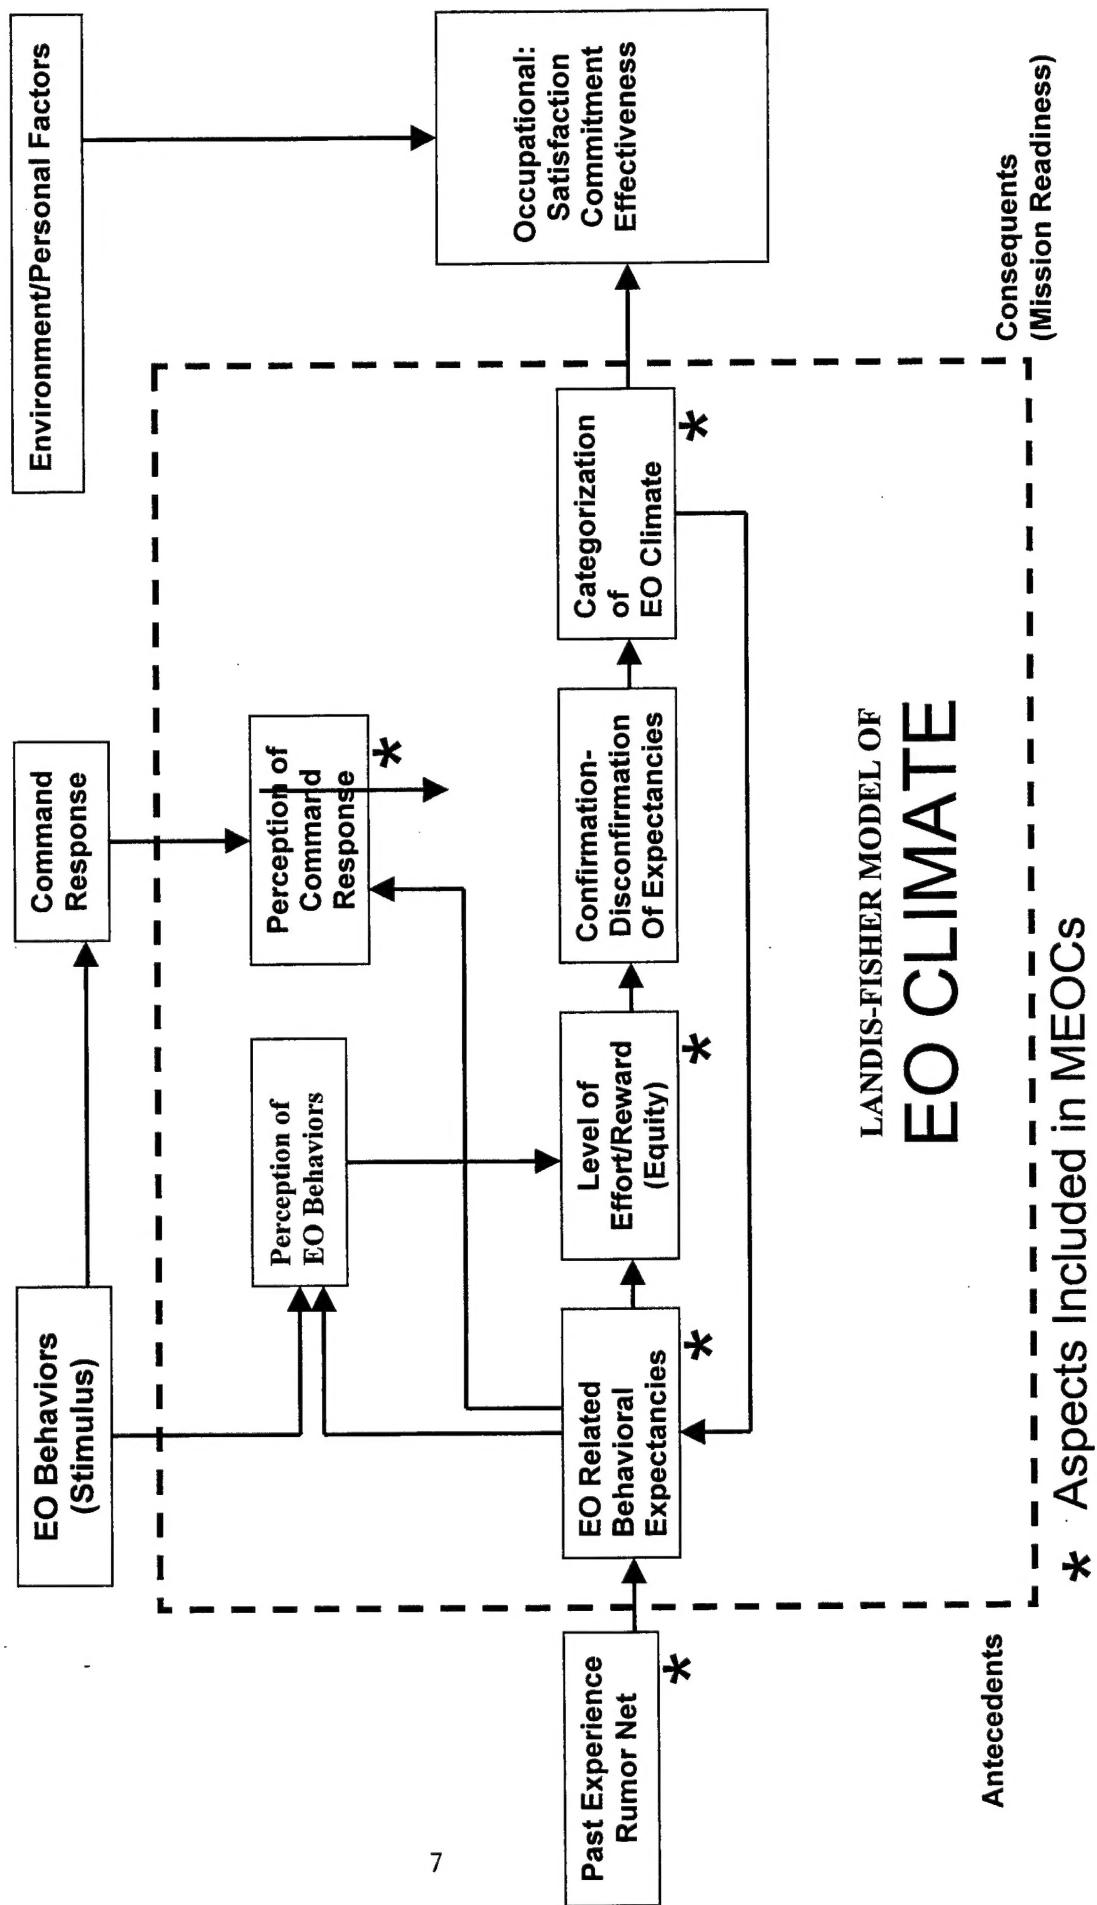 EO Behaviors
(Stimulus)
Command
Response
Environment/Personal Factors
Perception of
EO Behaviors
Perception of
Command
Response
*
Occupational:
Satisfaction
Commitment
Effectiveness
Past Experience
Rumor Net
*
EO Related
Behavioral
Expectancies
*
Level of
Effort/Reward
(Equity)
*
Confirmation-
Disconfirmation
Of Expectancies
Categorization
of
EO Climate
*
LANDIS-FISHER MODEL OF
EO CLIMATE
Antecedents
Consequents
(Mission Readiness)
* Aspects Included in MEOCs
7